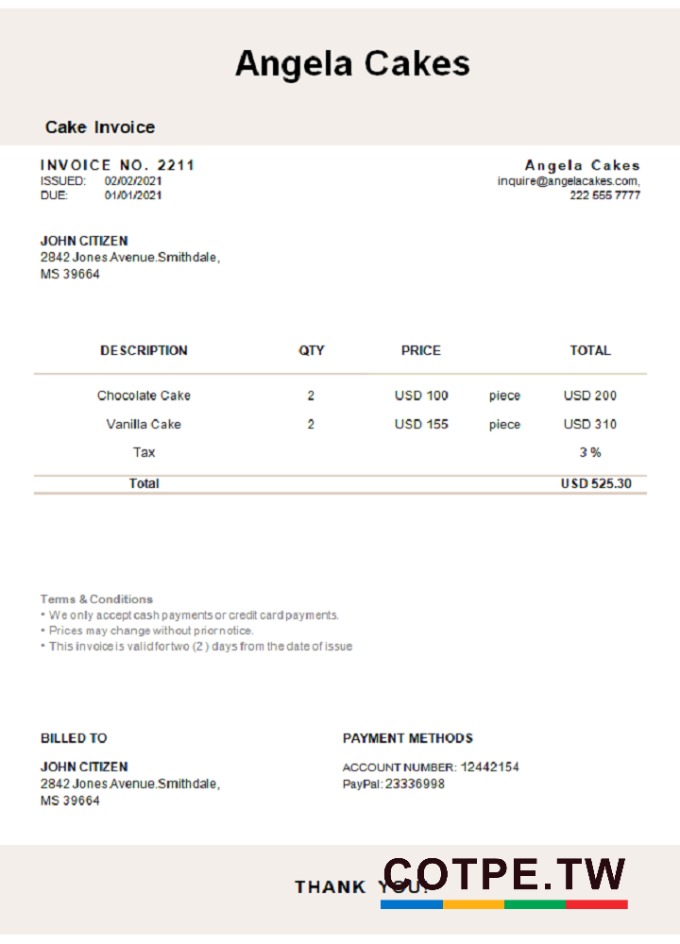 Angela Cakes
Cake Invoice
INVOICE NO. 2211
ISSUED: 02/02/2021
DUE: 01/01/2021
Angela Cakes
inquire@angelacakes.com,
222 555 7777
JOHN CITIZEN
2842 Jones Avenue.Smithdale,
MS 39664
DESCRIPTION QTY PRICE TOTAL
Chocolate Cake 2 USD 100 piece USD 200
Vanilla Cake 2 USD 155 piece USD 310
Tax 3 %
Total USD 525.30
Terms & Conditions
• We only accept cash payments or credit card payments.
• Prices may change without prior notice.
• This invoice is valid for two (2) days from the date of issue
BILLED TO
JOHN CITIZEN
2842 Jones Avenue.Smithdale,
MS 39664
PAYMENT METHODS
ACCOUNT NUMBER: 12442154
PayPal: 23336998
THANK YOU!
COTPE.TW